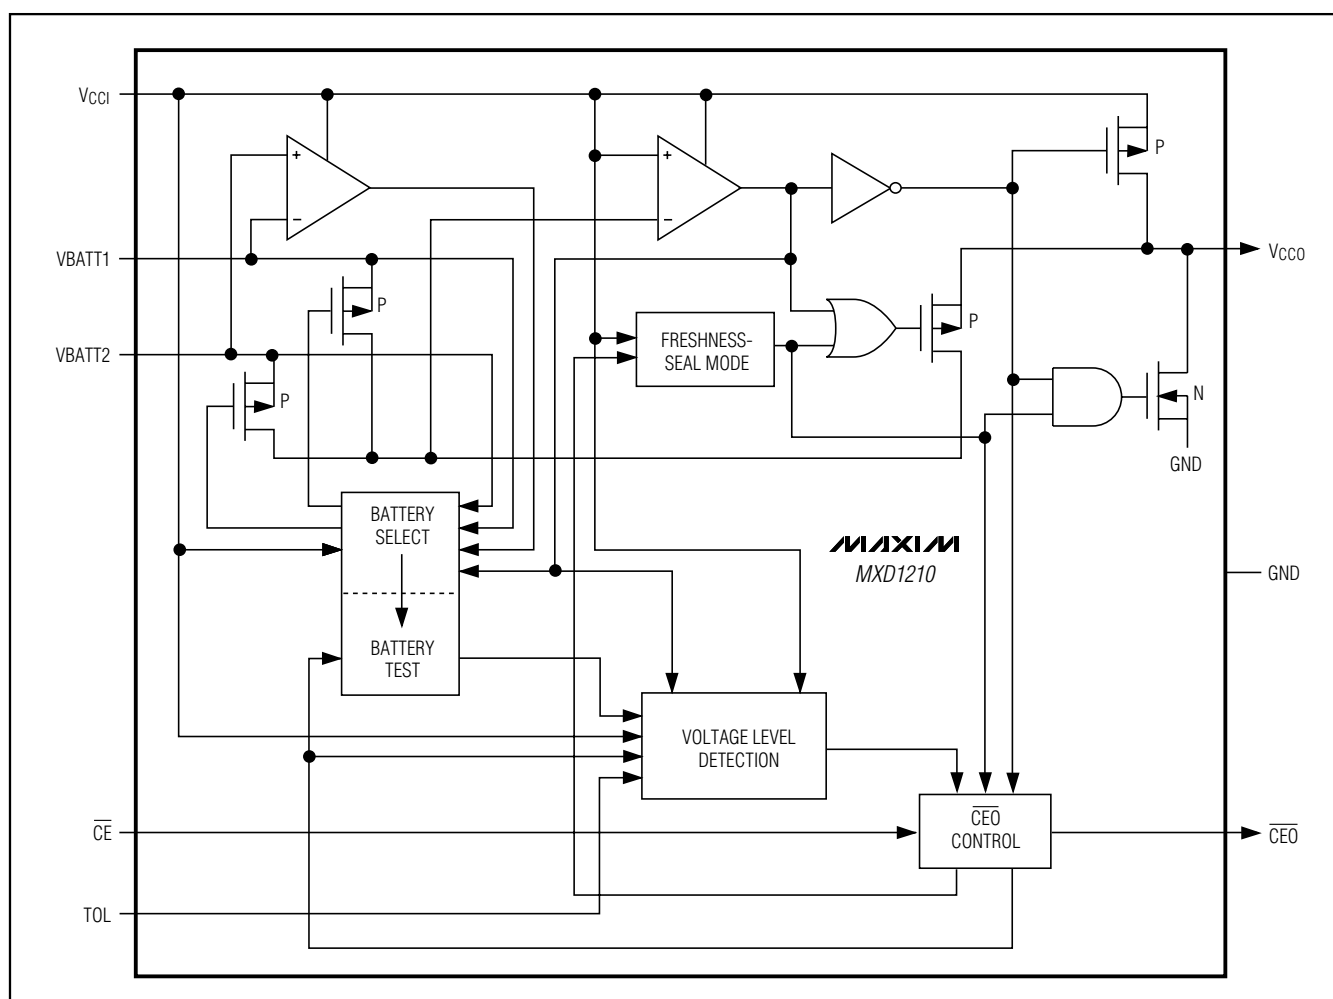 VCCI
+
+
P
−
−
VBATT1
VCCO
P
P
VBATT2
FRESHNESS-
SEAL MODE
P
N
GND
BATTERY
SELECT
MAXIM
MXD1210
GND
BATTERY
TEST
VOLTAGE LEVEL
DETECTION
CE
CEO
CONTROL
CEO
TOL